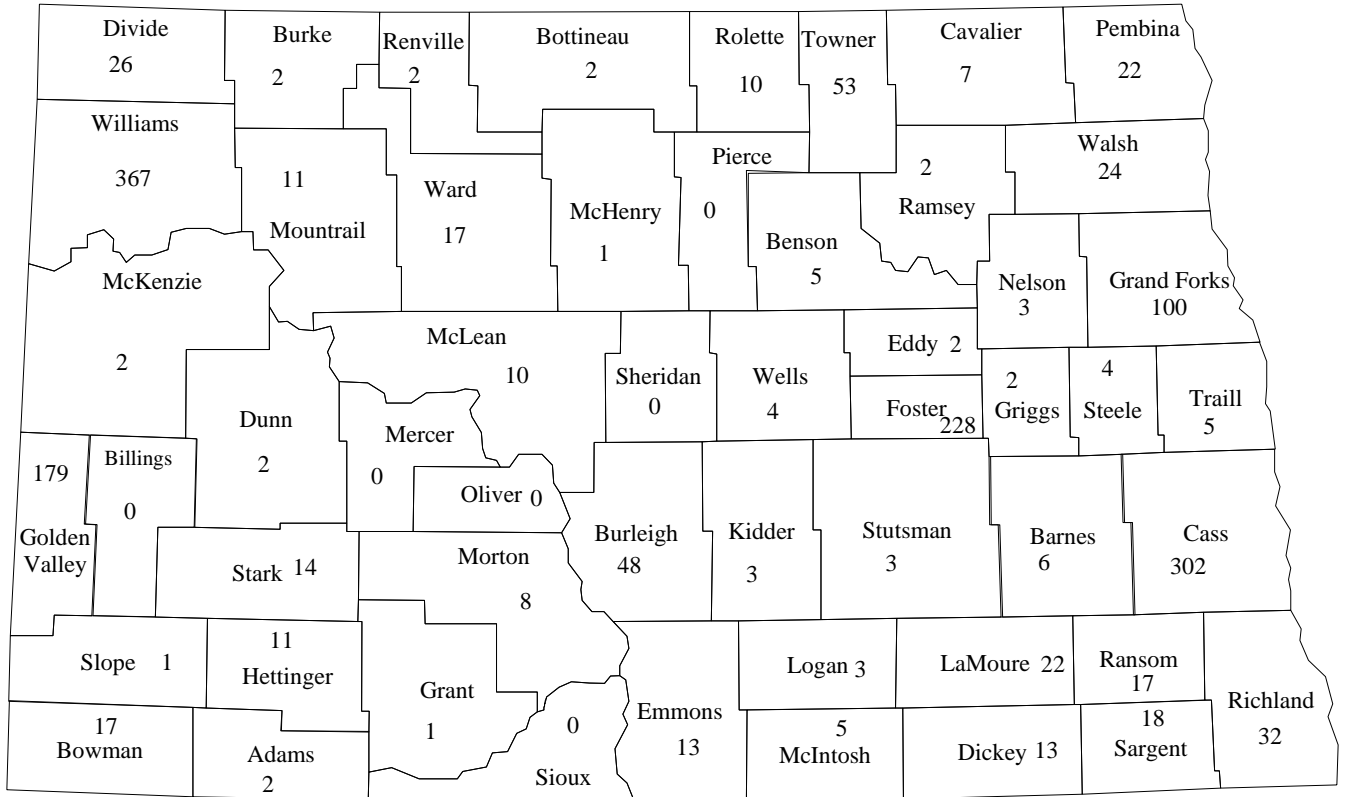 Divide
26
Burke
2
Renville
2
Bottineau
2
Rolette
10
Towner
53
Cavalier
7
Pembina
22
Williams
367
11
Mountrail
Ward
17
McHenry
1
Pierce
0
Benson
5
2
Ramsey
Walsh
24
McKenzie
2
Nelson
3
Grand Forks
100
McLean
10
Sheridan
0
Wells
4
Eddy 2
Foster 228
2
Griggs
4
Steele
Traill
5
Dunn
2
Mercer
0
Oliver 0
179
Golden
Valley
Billings
0
Stark 14
Morton
8
Burleigh
48
Kidder
3
Stutsman
3
Barnes
6
Cass
302
Slope 1
11
Hettinger
Grant
1
Emmons
13
Logan 3
LaMoure 22
Ransom
17
Richland
32
17
Bowman
Adams
2
0
Sioux
5
McIntosh
Dickey 13
18
Sargent